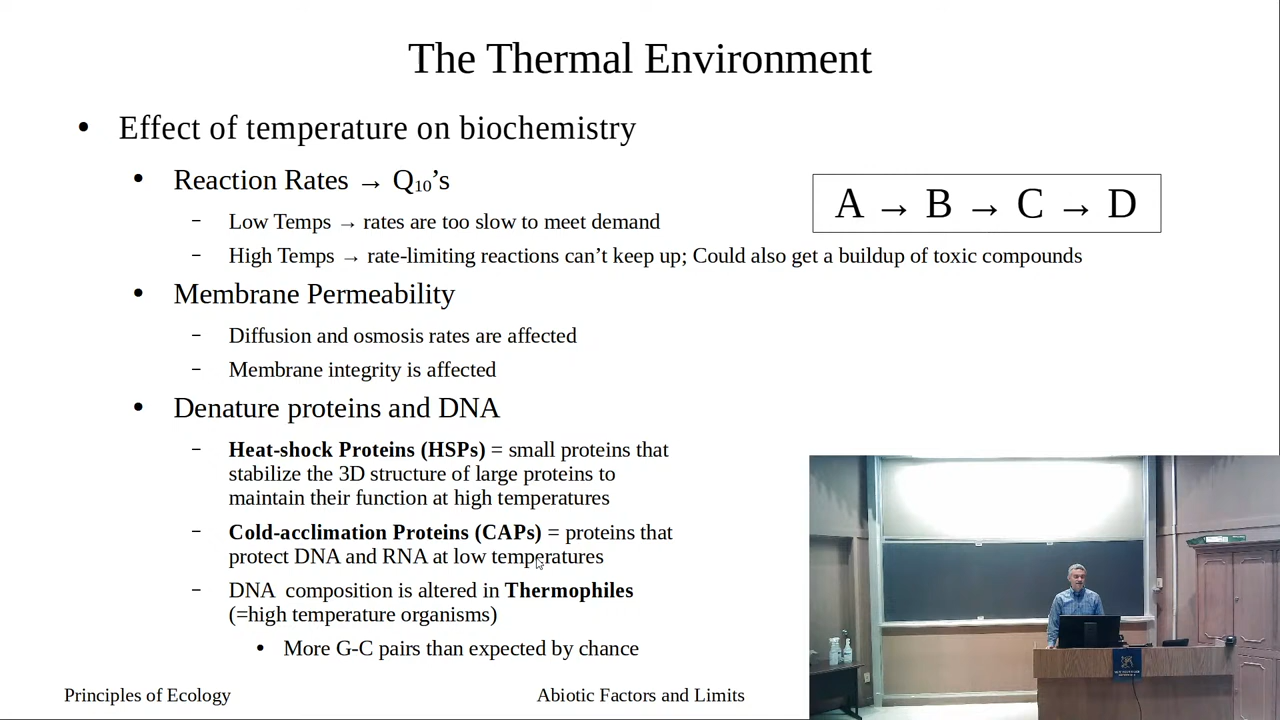 The Thermal Environment
• Effect of temperature on biochemistry
• Reaction Rates → Q10’s
A → B → C → D
– Low Temps → rates are too slow to meet demand
– High Temps → rate-limiting reactions can’t keep up; Could also get a buildup of toxic compounds
• Membrane Permeability
– Diffusion and osmosis rates are affected
– Membrane integrity is affected
• Denature proteins and DNA
– Heat-shock Proteins (HSPs) = small proteins that
stabilize the 3D structure of large proteins to
maintain their function at high temperatures
– Cold-acclimation Proteins (CAPs) = proteins that
protect DNA and RNA at low temperatures
– DNA composition is altered in Thermophiles
(=high temperature organisms)
• More G-C pairs than expected by chance
Principles of Ecology
Abiotic Factors and Limits